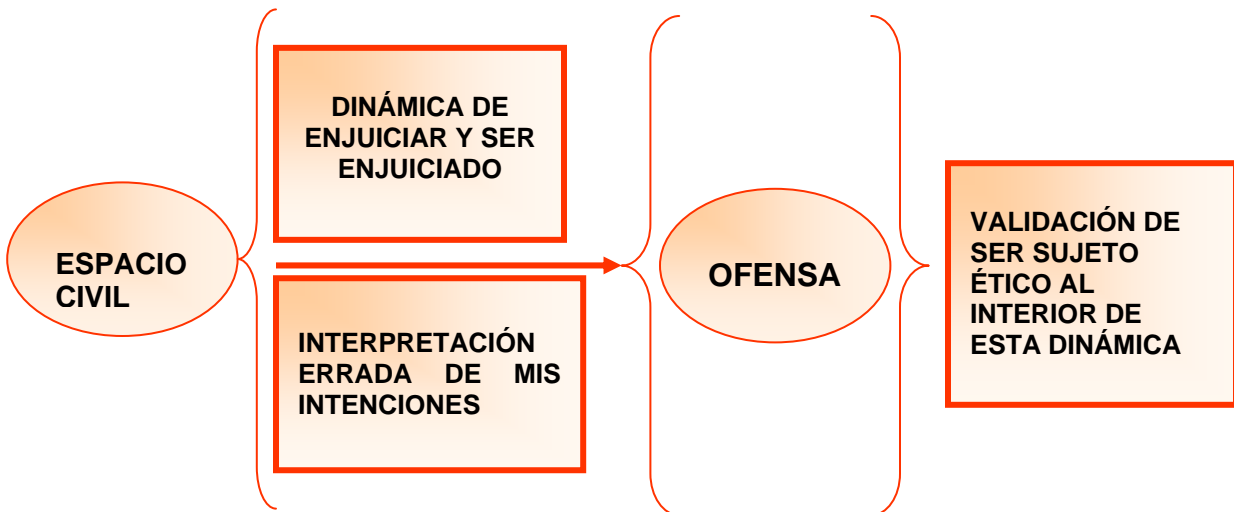 ESPACIO
CIVIL
DINÁMICA DE
ENJUICIAR Y SER
ENJUICIADO
INTERPRETACIÓN
ERRADA DE MIS
INTENCIONES
OFENSA
VALIDACIÓN DE
SER SUJETO
ÉTICO AL
INTERIOR DE
ESTA DINÁMICA